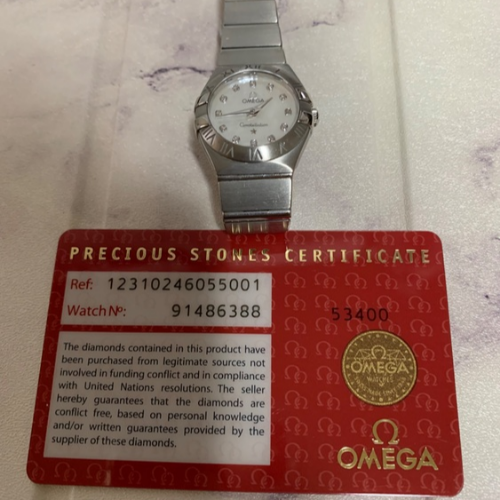 Ω
OMEGA
Constellation
PRECIOUS STONES CERTIFICATE
Ref: 12310246055001
Watch Nº: 91486388
53400
The diamonds contained in this product have
been purchased from legitimate sources not
involved in funding conflict and in compliance
with United Nations resolutions. The seller
hereby guarantees that the diamonds are
conflict free, based on personal knowledge
and/or written guarantees provided by the
supplier of these diamonds.
Ω
OMEGA
WATCHES
Ω
OMEGA